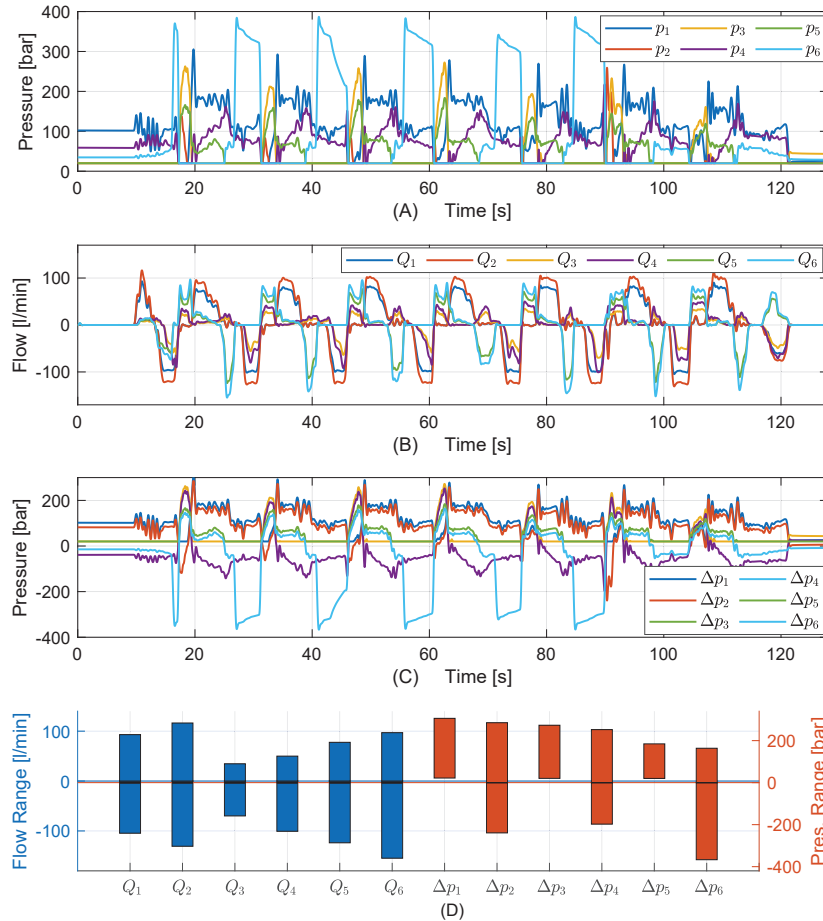 400
300
200
100
0
Pressure [bar]
p1 p3 p5
p2 p4 p6
0 20 40 60 80 100 120
Time [s]
(A)
100
0
-100
Flow [l/min]
Q1 Q2 Q3 Q4 Q5 Q6
0 20 40 60 80 100 120
Time [s]
(B)
200
0
-200
-400
Pressure [bar]
Δp1 Δp4
Δp2 Δp5
Δp3 Δp6
0 20 40 60 80 100 120
Time [s]
(C)
100
0
-100
Flow Range [l/min]
200
0
-200
-400
Pres. Range [bar]
Q1 Q2 Q3 Q4 Q5 Q6 Δp1 Δp2 Δp3 Δp4 Δp5 Δp6
(D)